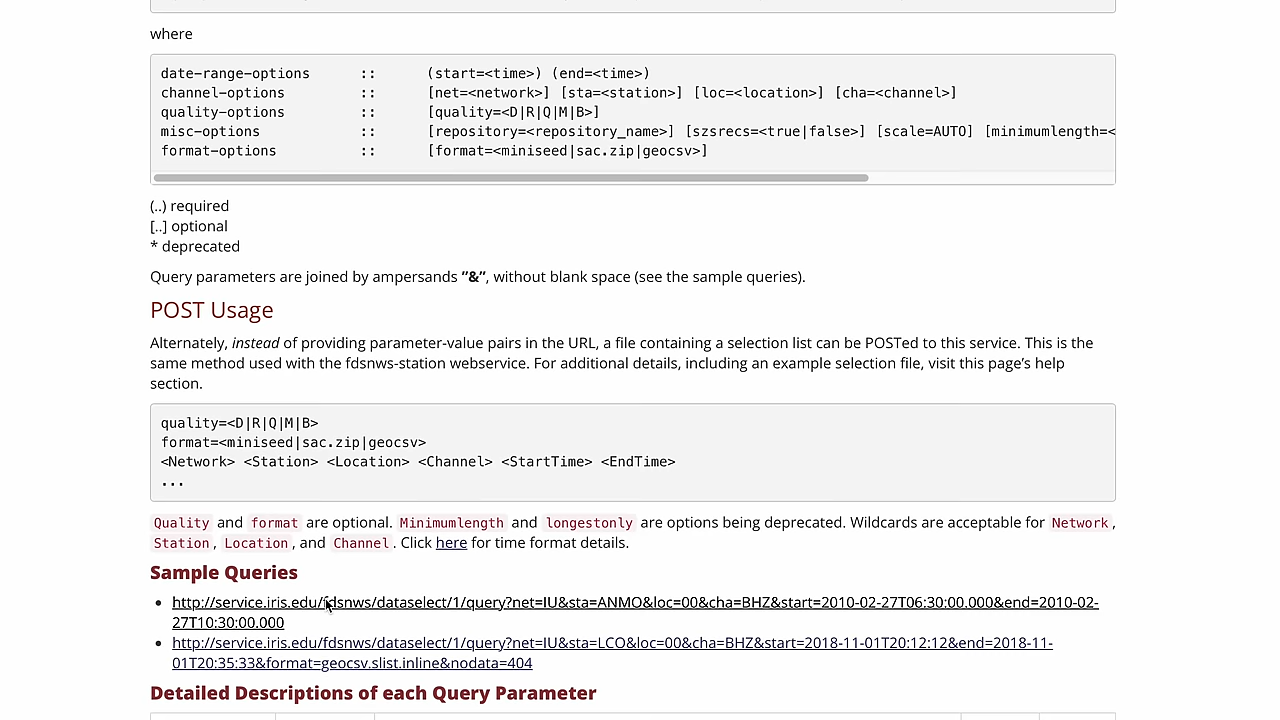 where
date-range-options :: (start=<time>) (end=<time>)
channel-options :: [net=<network>] [sta=<station>] [loc=<location>] [cha=<channel>]
quality-options :: [quality=<D|R|Q|M|B>]
misc-options :: [repository=<repository_name>] [szsrecs=<true|false>] [scale=AUTO] [minimumlength=<
format-options :: [format=<miniseed|sac.zip|geocsv>]
(..) required
[..] optional
* deprecated
Query parameters are joined by ampersands ”&”, without blank space (see the sample queries).
POST Usage
Alternately, instead of providing parameter-value pairs in the URL, a file containing a selection list can be POSTed to this service. This is the
same method used with the fdsnws-station webservice. For additional details, including an example selection file, visit this page’s help
section.
quality=<D|R|Q|M|B>
format=<miniseed|sac.zip|geocsv>
<Network> <Station> <Location> <Channel> <StartTime> <EndTime>
...
Quality and format are optional. Minimumlength and longestonly are options being deprecated. Wildcards are acceptable for Network,
Station, Location, and Channel. Click here for time format details.
Sample Queries
• http://service.iris.edu/fdsnws/dataselect/1/query?net=IU&sta=ANMO&loc=00&cha=BHZ&start=2010-02-27T06:30:00.000&end=2010-02-
27T10:30:00.000
• http://service.iris.edu/fdsnws/dataselect/1/query?net=IU&sta=LCO&loc=00&cha=BHZ&start=2018-11-01T20:12:12&end=2018-11-
01T20:35:33&format=geocsv.slist.inline&nodata=404
Detailed Descriptions of each Query Parameter